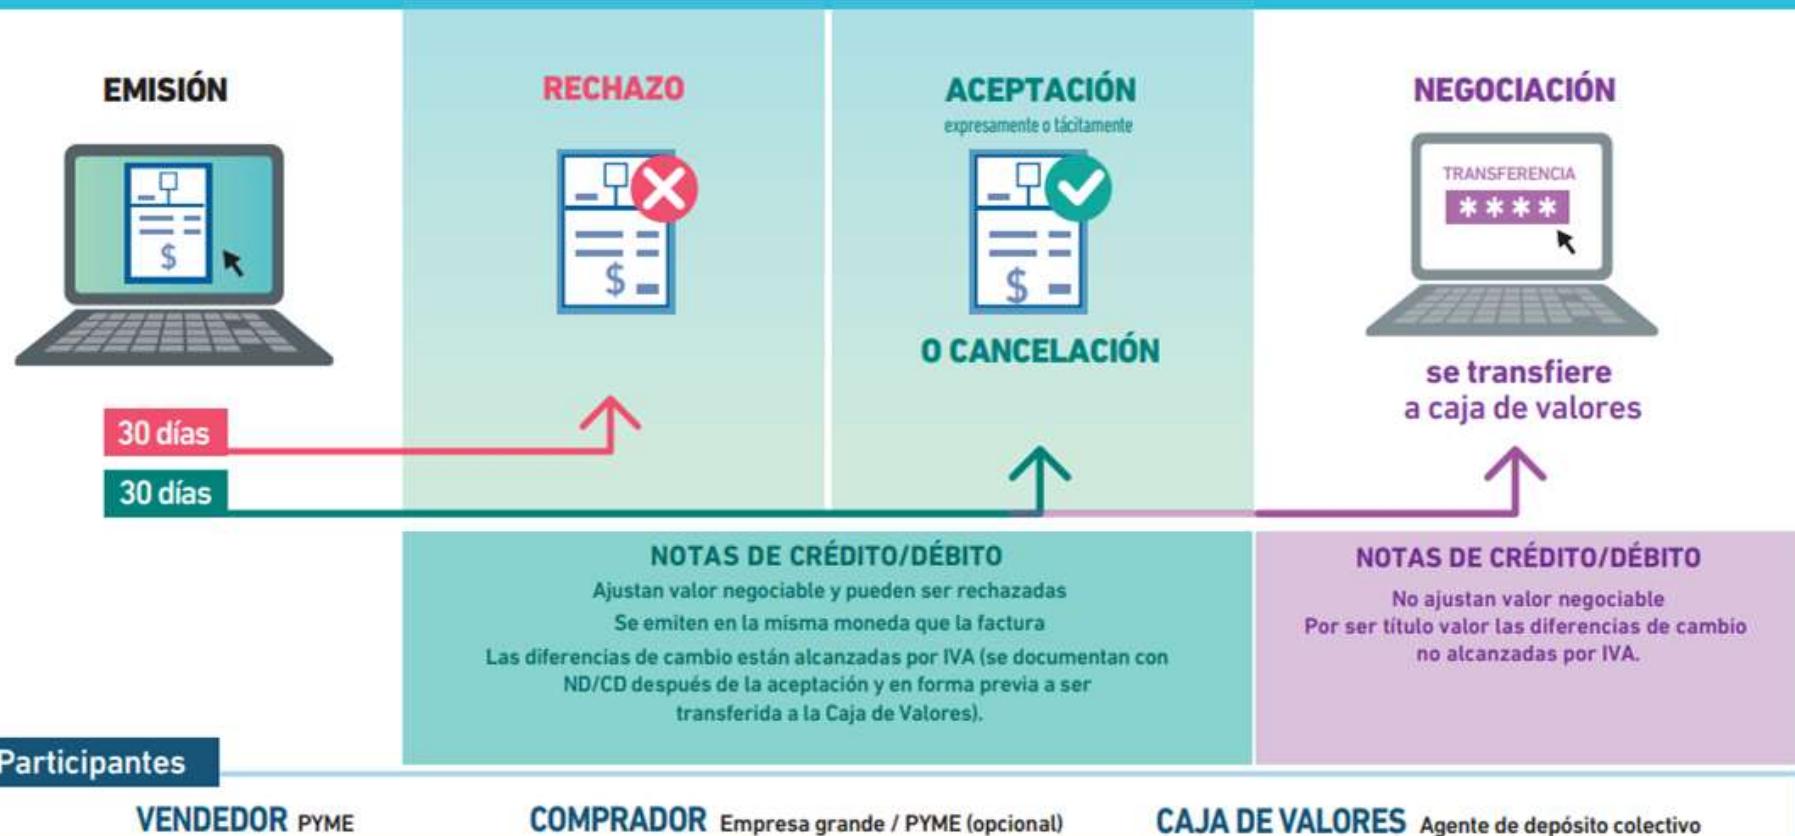 EMISIÓN
$
30 días
30 días
RECHAZO
$
ACEPTACIÓN
expresamente o tácitamente
$
O CANCELACIÓN
NEGOCIACIÓN
TRANSFERENCIA
****
se transfiere
a caja de valores
NOTAS DE CRÉDITO/DÉBITO
Ajustan valor negociable y pueden ser rechazadas
Se emiten en la misma moneda que la factura
Las diferencias de cambio están alcanzadas por IVA (se documentan con
ND/CD después de la aceptación y en forma previa a ser
transferida a la Caja de Valores).
NOTAS DE CRÉDITO/DÉBITO
No ajustan valor negociable
Por ser título valor las diferencias de cambio
no alcanzadas por IVA.
Participantes
VENDEDOR PYME
COMPRADOR Empresa grande / PYME (opcional)
CAJA DE VALORES Agente de depósito colectivo